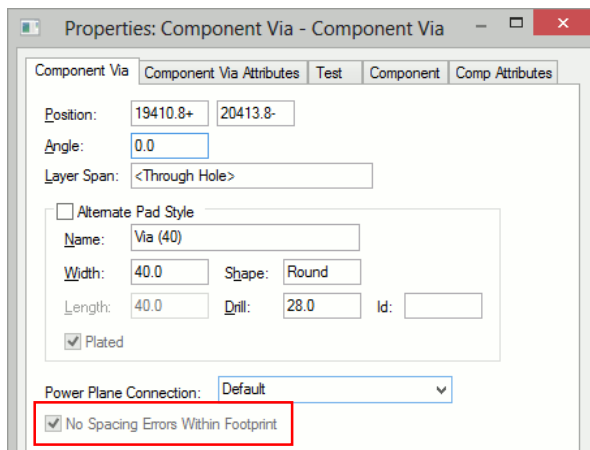 Properties: Component Via - Component Via
Component Via Component Via Attributes Test Component Comp Attributes
Position: 19410.8+ 20413.8-
Angle: 0.0
Layer Span: <Through Hole>
Alternate Pad Style
Name: Via (40)
Width: 40.0 Shape: Round
Length: 40.0 Drill: 28.0 Id:
Plated
Power Plane Connection: Default
No Spacing Errors Within Footprint